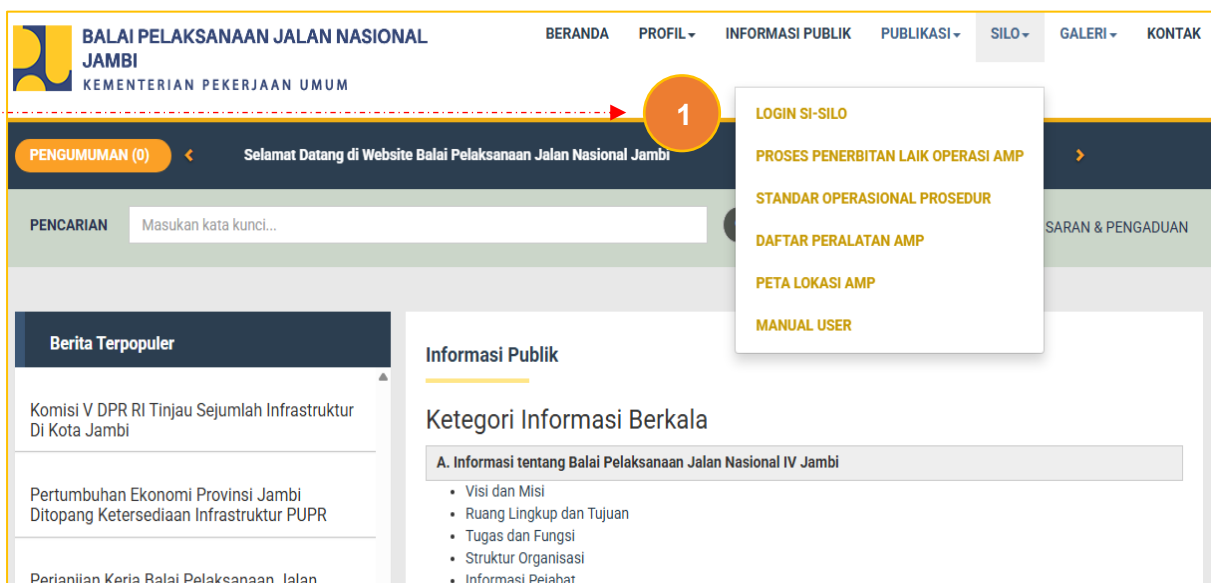 BALAI PELAKSANAAN JALAN NASIONAL
JAMBI
KEMENTERIAN PEKERJAAN UMUM
BERANDA PROFIL INFORMASI PUBLIK PUBLIKASI SILO GALERI KONTAK
1
LOGIN SI-SILO
PROSES PENERBITAN LAIK OPERASI AMP
STANDAR OPERASIONAL PROSEDUR
DAFTAR PERALATAN AMP
PETA LOKASI AMP
MANUAL USER
PENGUMUMAN (0) Selamat Datang di Website Balai Pelaksanaan Jalan Nasional Jambi
PENCARIAN Masukan kata kunci... SARAN & PENGADUAN
Berita Terpopuler
Komisi V DPR RI Tinjau Sejumlah Infrastruktur
Di Kota Jambi
Pertumbuhan Ekonomi Provinsi Jambi
Ditopang Ketersediaan Infrastruktur PUPR
Perjanjian Kerja Balai Pelaksanaan Jalan
Informasi Publik
Ketegori Informasi Berkala
A. Informasi tentang Balai Pelaksanaan Jalan Nasional IV Jambi
• Visi dan Misi
• Ruang Lingkup dan Tujuan
• Tugas dan Fungsi
• Struktur Organisasi
• Informasi Pejabat